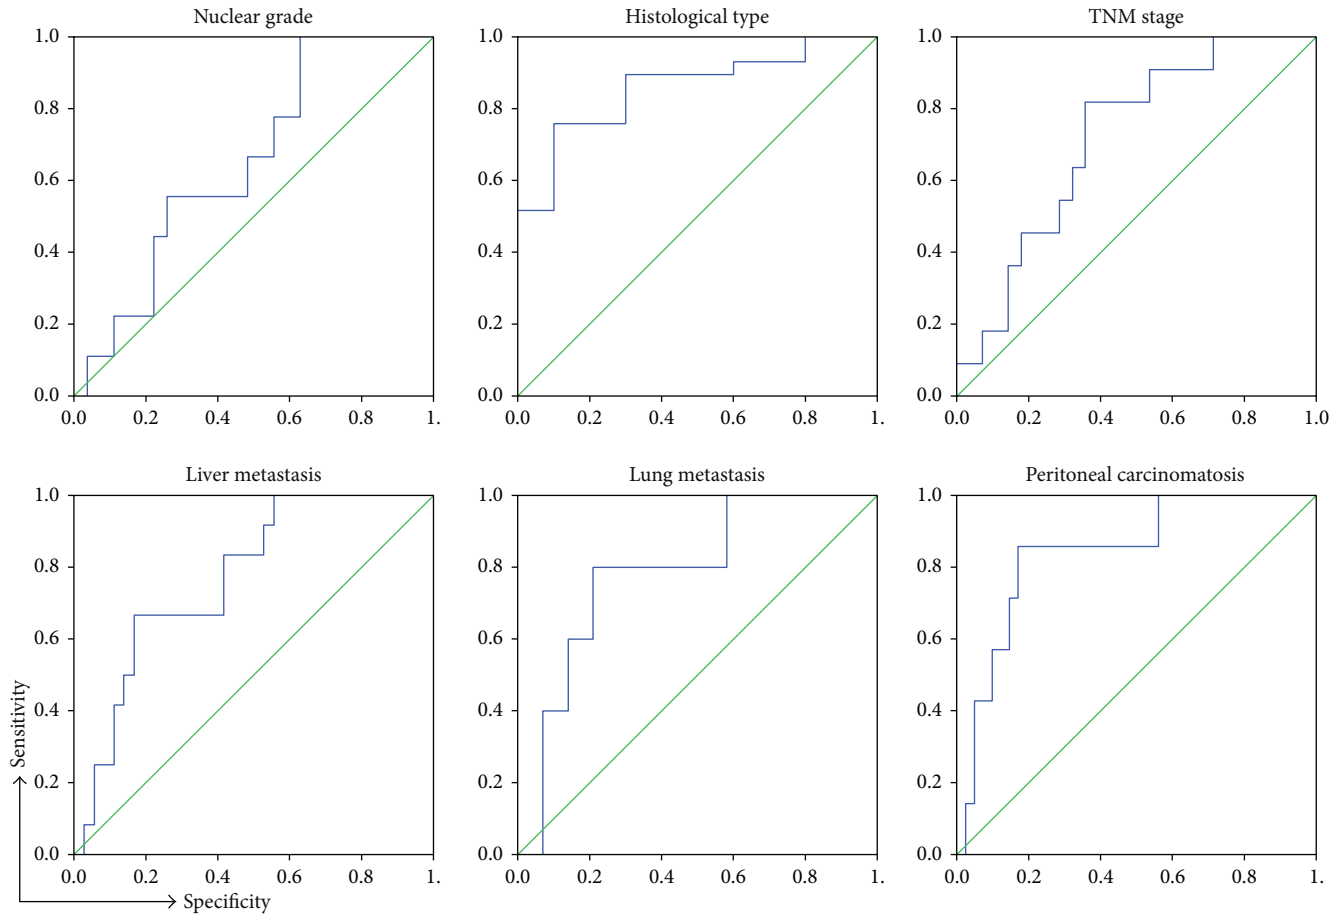 Nuclear grade
1.0
0.8
0.6
0.4
0.2
0.0
0.0 0.2 0.4 0.6 0.8 1.
Histological type
1.0
0.8
0.6
0.4
0.2
0.0
0.0 0.2 0.4 0.6 0.8 1.
TNM stage
1.0
0.8
0.6
0.4
0.2
0.0
0.0 0.2 0.4 0.6 0.8 1.0
Liver metastasis
1.0
0.8
0.6
0.4
0.2
0.0
0.0 0.2 0.4 0.6 0.8 1.
Lung metastasis
1.0
0.8
0.6
0.4
0.2
0.0
0.0 0.2 0.4 0.6 0.8 1.
Peritoneal carcinomatosis
1.0
0.8
0.6
0.4
0.2
0.0
0.0 0.2 0.4 0.6 0.8 1.
Sensitivity
Specificity